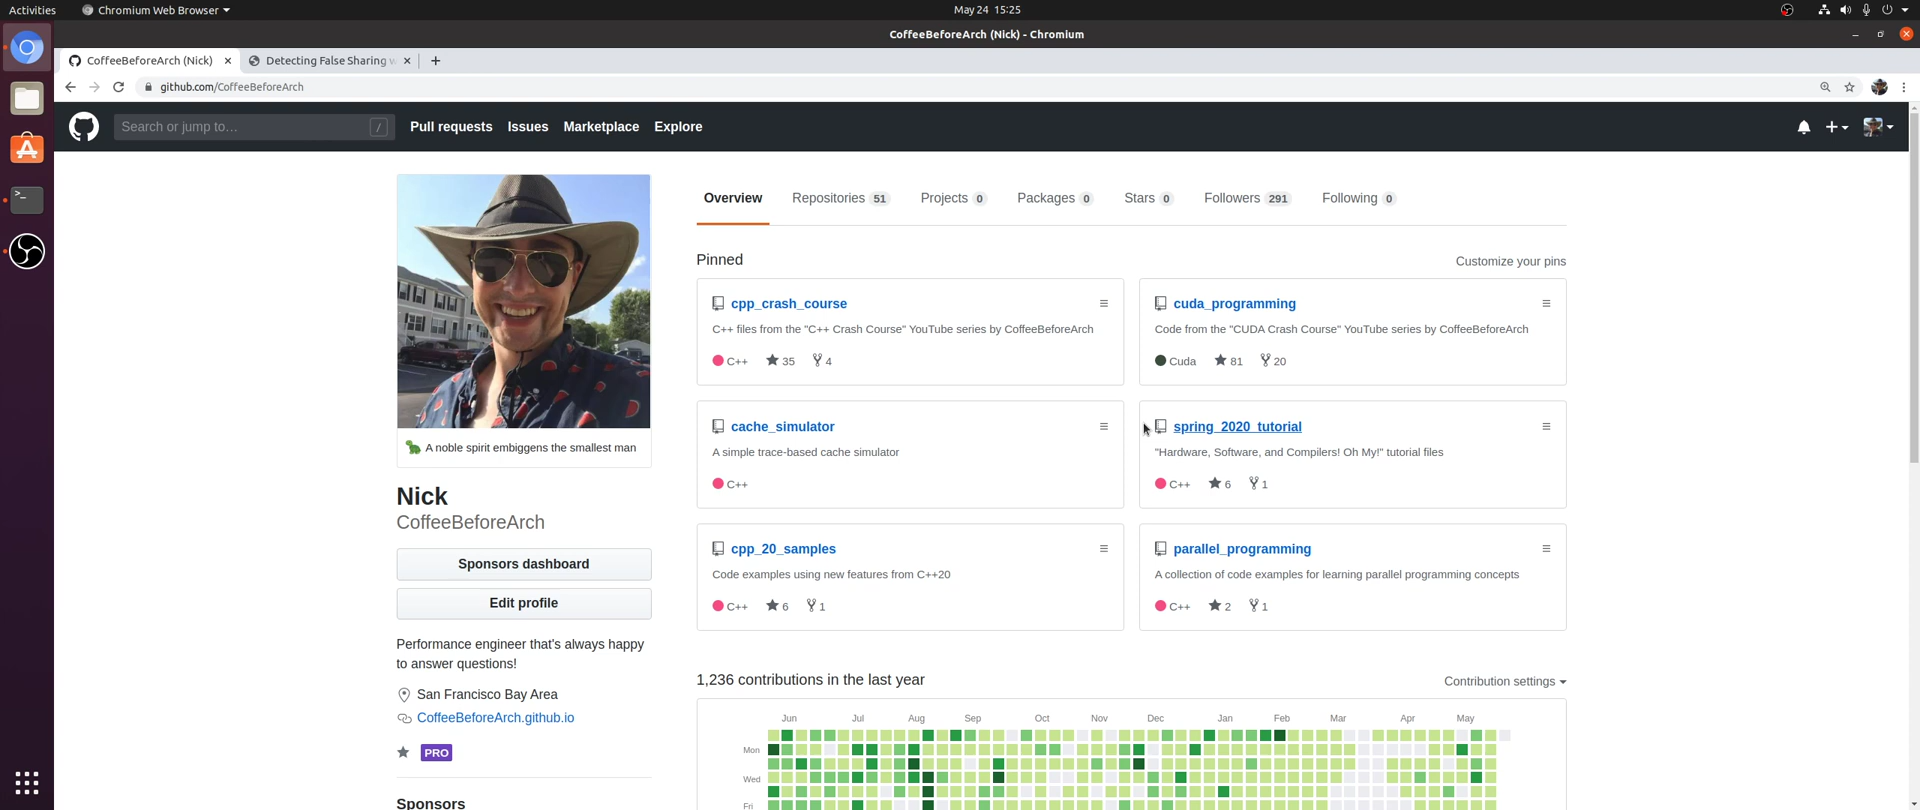 Activities
Chromium Web Browser
May 24 15:25
CoffeeBeforeArch (Nick) - Chromium
CoffeeBeforeArch (Nick)
Detecting False Sharing
github.com/CoffeeBeforeArch
Search or jump to…
/
Pull requests
Issues
Marketplace
Explore
Overview
Repositories 51
Projects 0
Packages 0
Stars 0
Followers 291
Following 0
Pinned
Customize your pins
cpp_crash_course
C++ files from the "C++ Crash Course" YouTube series by CoffeeBeforeArch
C++ 35 4
cuda_programming
Code from the "CUDA Crash Course" YouTube series by CoffeeBeforeArch
Cuda 81 20
cache_simulator
A simple trace-based cache simulator
C++
spring_2020_tutorial
"Hardware, Software, and Compilers! Oh My!" tutorial files
C++ 6 1
cpp_20_samples
Code examples using new features from C++20
C++ 6 1
parallel_programming
A collection of code examples for learning parallel programming concepts
C++ 2 1
A noble spirit embiggens the smallest man
Nick
CoffeeBeforeArch
Sponsors dashboard
Edit profile
Performance engineer that's always happy
to answer questions!
San Francisco Bay Area
CoffeeBeforeArch.github.io
PRO
Sponsors
1,236 contributions in the last year
Contribution settings
Jun Jul Aug Sep Oct Nov Dec Jan Feb Mar Apr May
Mon
Wed
Fri